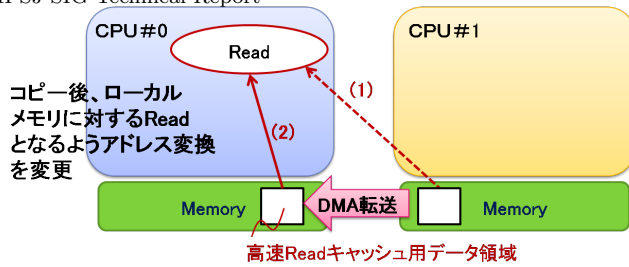 IPSJ SIG Technical Report
CPU#0
CPU#1
Read
(1)
コピー後、ローカル
メモリに対するRead
となるようアドレス変換
を変更
(2)
Memory
DMA転送
Memory
高速Readキャッシュ用データ領域